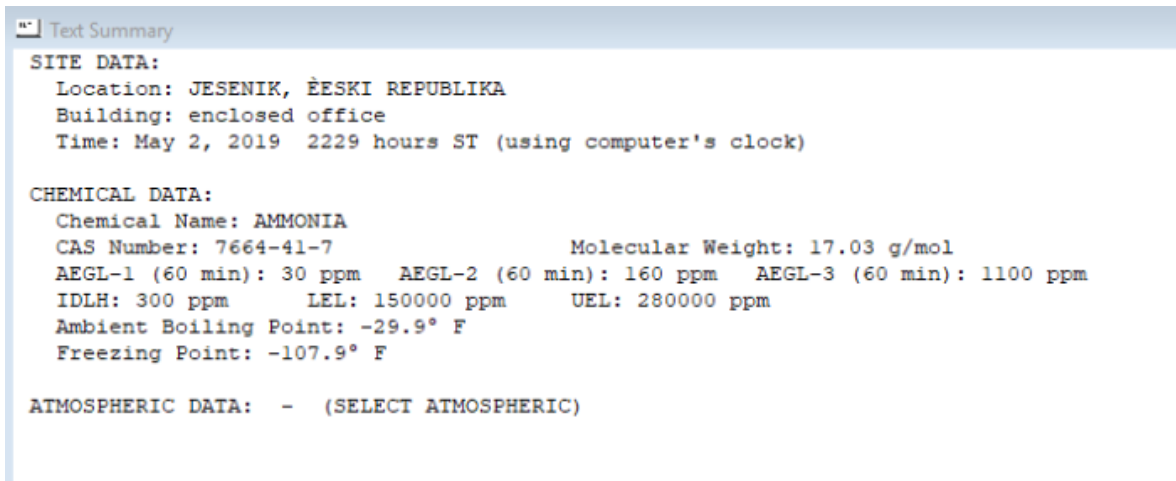 Text Summary
SITE DATA:
Location: JESENIK, ÈESKI REPUBLIKA
Building: enclosed office
Time: May 2, 2019  2229 hours ST (using computer's clock)
CHEMICAL DATA:
Chemical Name: AMMONIA
CAS Number: 7664-41-7 Molecular Weight: 17.03 g/mol
AEGL-1 (60 min): 30 ppm AEGL-2 (60 min): 160 ppm AEGL-3 (60 min): 1100 ppm
IDLH: 300 ppm LEL: 150000 ppm UEL: 280000 ppm
Ambient Boiling Point: -29.9° F
Freezing Point: -107.9° F
ATMOSPHERIC DATA: - (SELECT ATMOSPHERIC)